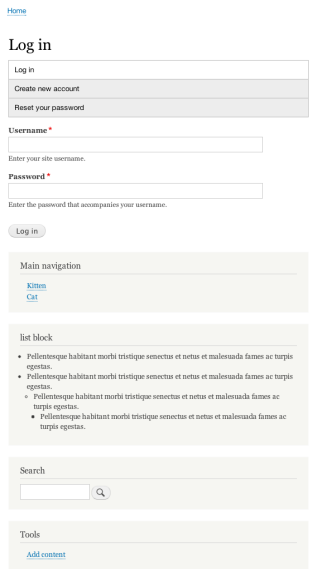 Home
Log in
Log in
Create new account
Reset your password
Username *
Enter your site username.
Password *
Enter the password that accompanies your username.
Log in
Main navigation
Kitten
Cat
list block
Pellentesque habitant morbi tristique senectus et netus et malesuada fames ac turpis
egestas.
Pellentesque habitant morbi tristique senectus et netus et malesuada fames ac turpis
egestas.
Pellentesque habitant morbi tristique senectus et netus et malesuada fames ac
turpis egestas.
Pellentesque habitant morbi tristique senectus et netus et malesuada fames ac
turpis egestas.
Search
Tools
Add content